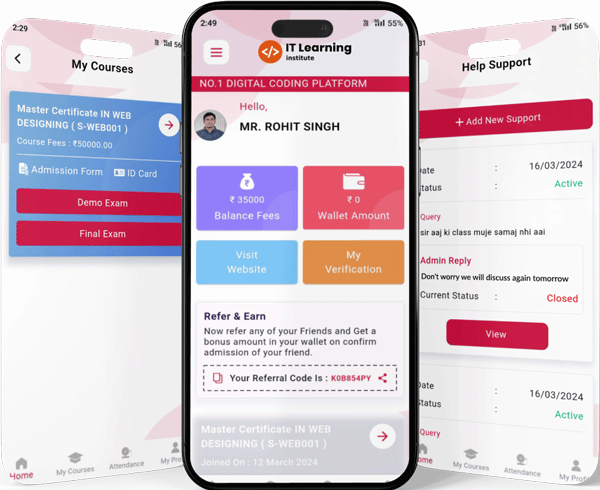 2:29
56
My Courses
Master Certificate IN WEB
DESIGNING ( S-WEB001 )
Course Fees : ₹50000.00
Admission Form
ID Card
Demo Exam
Final Exam
Home
My Courses
Attendance
My Pro
2:49
55%
IT Learning
institute
NO.1 DIGITAL CODING PLATFORM
Hello,
MR. ROHIT SINGH
₹ 35000
Balance Fees
₹ 0
Wallet Amount
Visit
Website
My
Verification
Refer & Earn
Now refer any of your Friends and Get a
bonus amount in your wallet on confirm
admission of your friend.
Your Referral Code Is : K0B854PY
Master Certificate IN WEB
DESIGNING ( S-WEB001 )
Joined On : 12 March 2024
31
56%
Help Support
+ Add New Support
Date : 16/03/2024
Status : Active
Query
sir aaj ki class muje samaj nhi aai
Admin Reply
Don't worry we will discuss again tomorrow
Current Status : Closed
View
Date : 16/03/2024
Status : Active
Query
me
My Courses
Attendance
My Profi